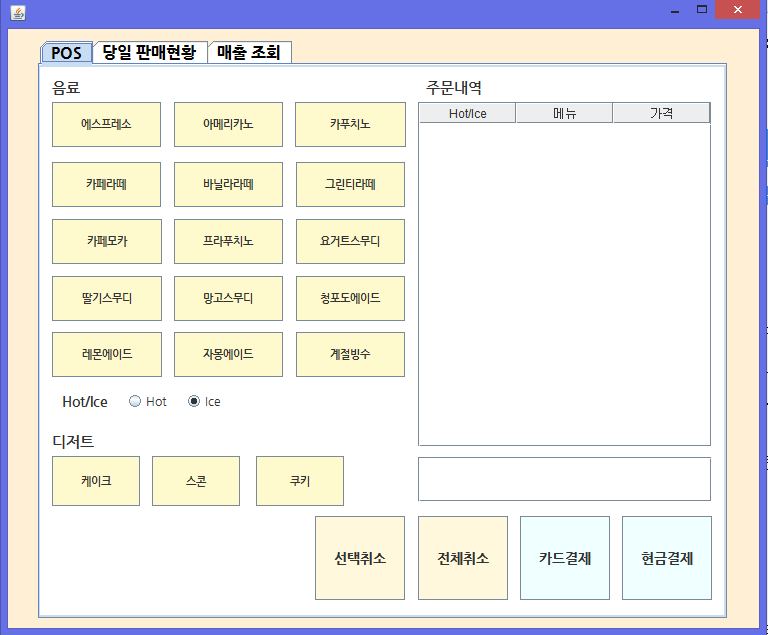 POS 당일 판매현황 매출 조회
음료
에스프레소 아메리카노 카푸치노
카페라떼 바닐라라떼 그린티라떼
카페모카 프라푸치노 요거트스무디
딸기스무디 망고스무디 청포도에이드
레몬에이드 자몽에이드 계절빙수
Hot/Ice Hot Ice
디저트
케이크 스콘 쿠키
주문내역
Hot/Ice 메뉴 가격
선택취소 전체취소 카드결제 현금결제